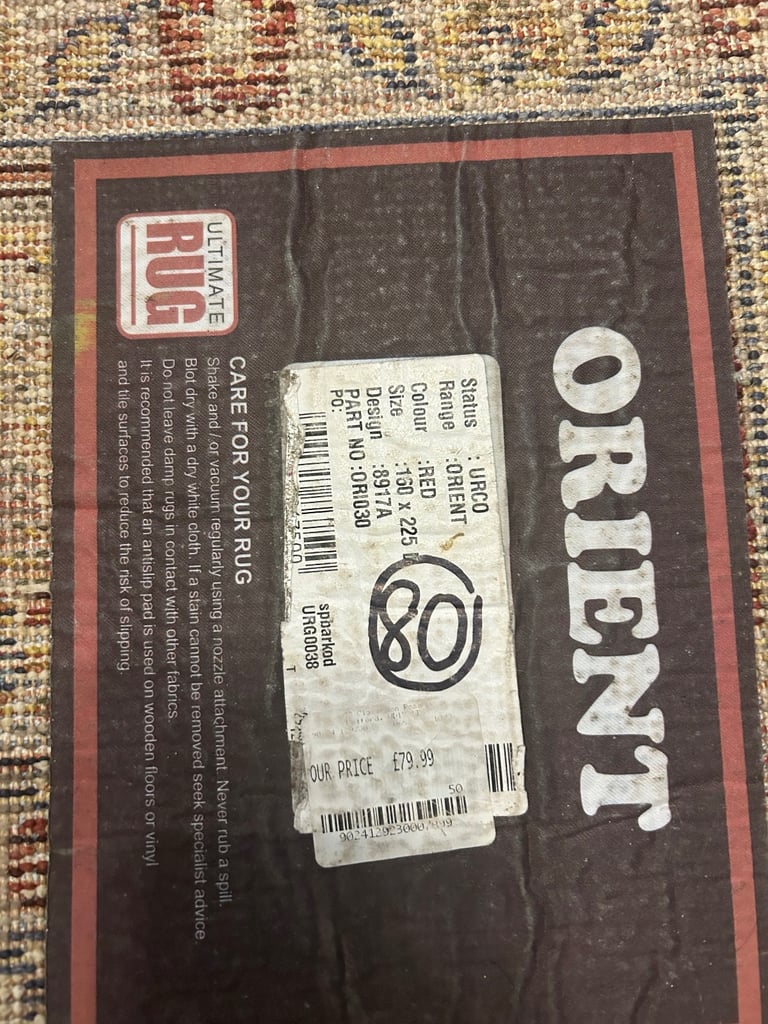 ORIENT
Status : URCO
Range :ORIENT
Colour :RED
Size :160 x 225
Design :8917A
PART NO :ORI030
PO:
7500
spbarkod
URG0038
T
80
OUR PRICE £79.99
50
ULTIMATE
RUG
CARE FOR YOUR RUG
Shake and / or vacuum regularly using a nozzle attachment. Never rub a spill.
Blot dry with a dry white cloth. If a stain cannot be removed seek specialist advice
Do not leave damp rugs in contact with other fabrics.
It is recommended that an antislip pad is used on wooden floors or vinyl
and tile surfaces to reduce the risk of slipping.